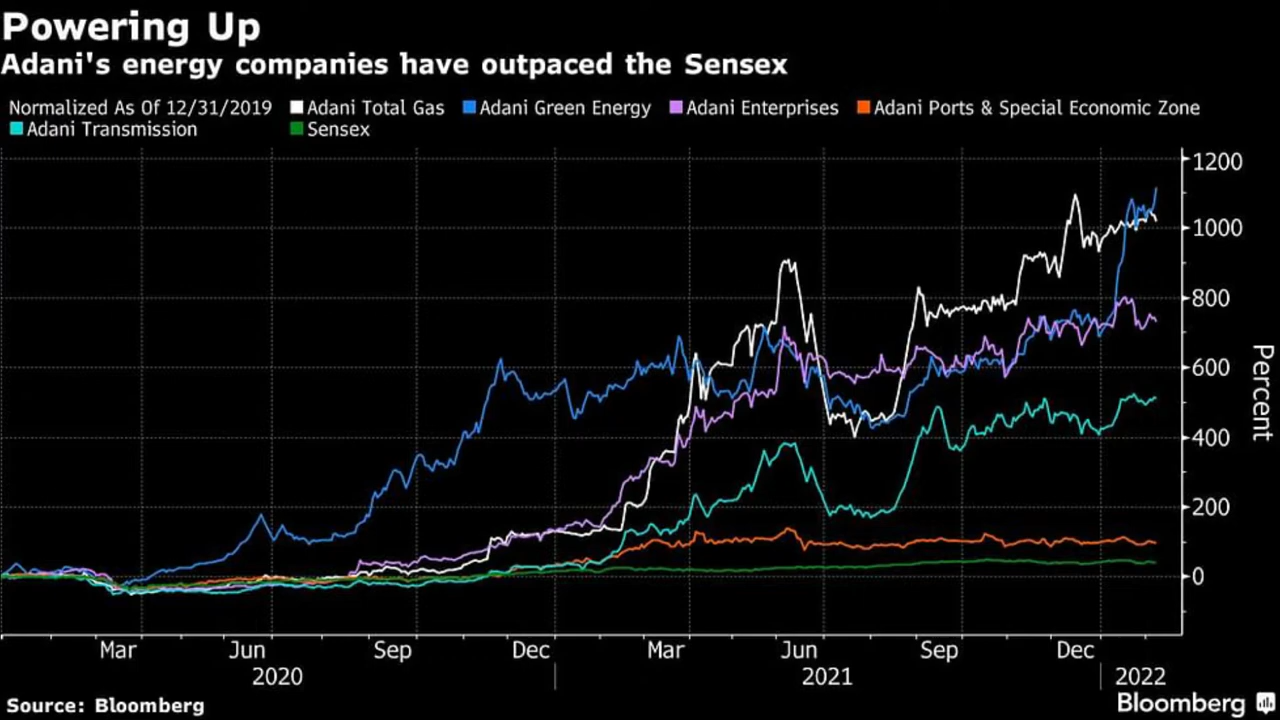 Powering Up
Adani's energy companies have outpaced the Sensex
Normalized As Of 12/31/2019 Adani Total Gas Adani Green Energy Adani Enterprises Adani Ports & Special Economic Zone
Adani Transmission Sensex
1200
1000
800
600
400
200
0
Percent
Mar Jun Sep Dec Mar Jun Sep Dec
2020 2021 2022
Source: Bloomberg
Bloomberg